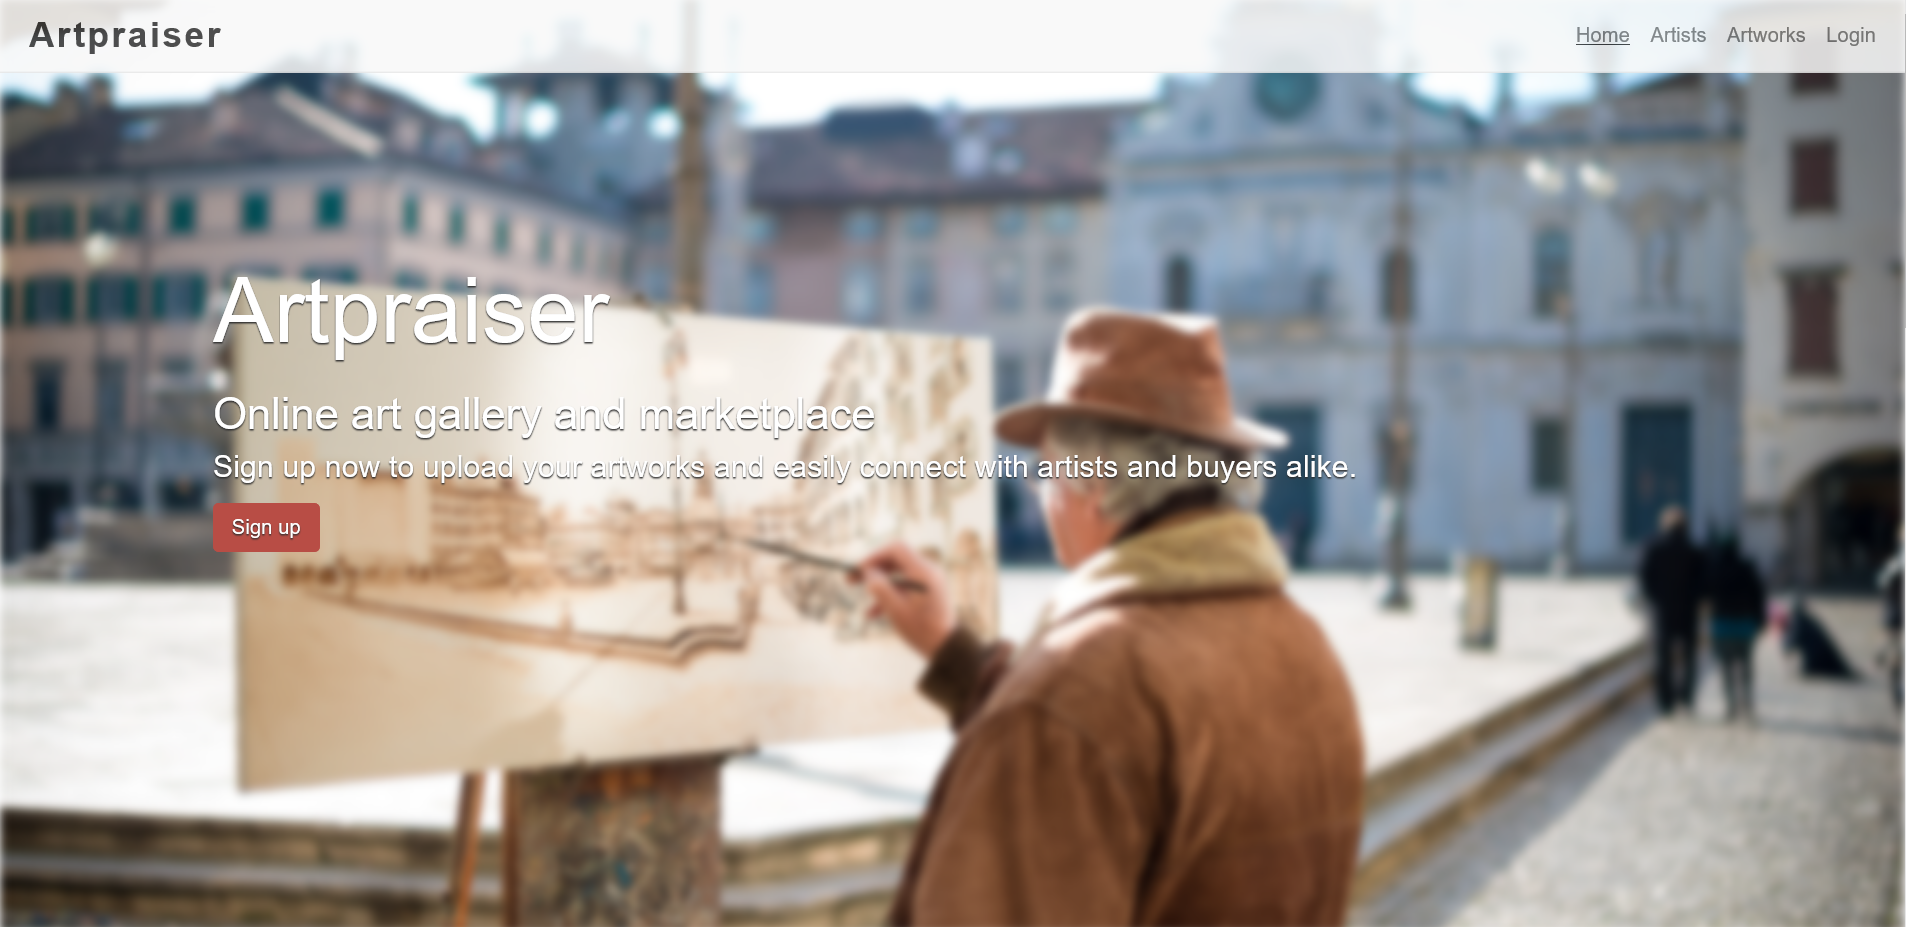 Artpraiser
Home Artists Artworks Login
Artpraiser
Online art gallery and marketplace
Sign up now to upload your artworks and easily connect with artists and buyers alike.
Sign up